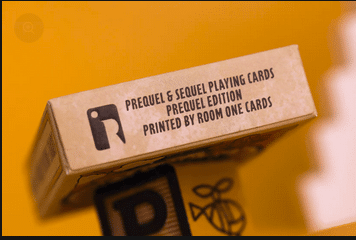 PREQUEL & SEQUEL PLAYING CARDS
PREQUEL EDITION
PRINTED BY ROOM ONE CARDS
R
D